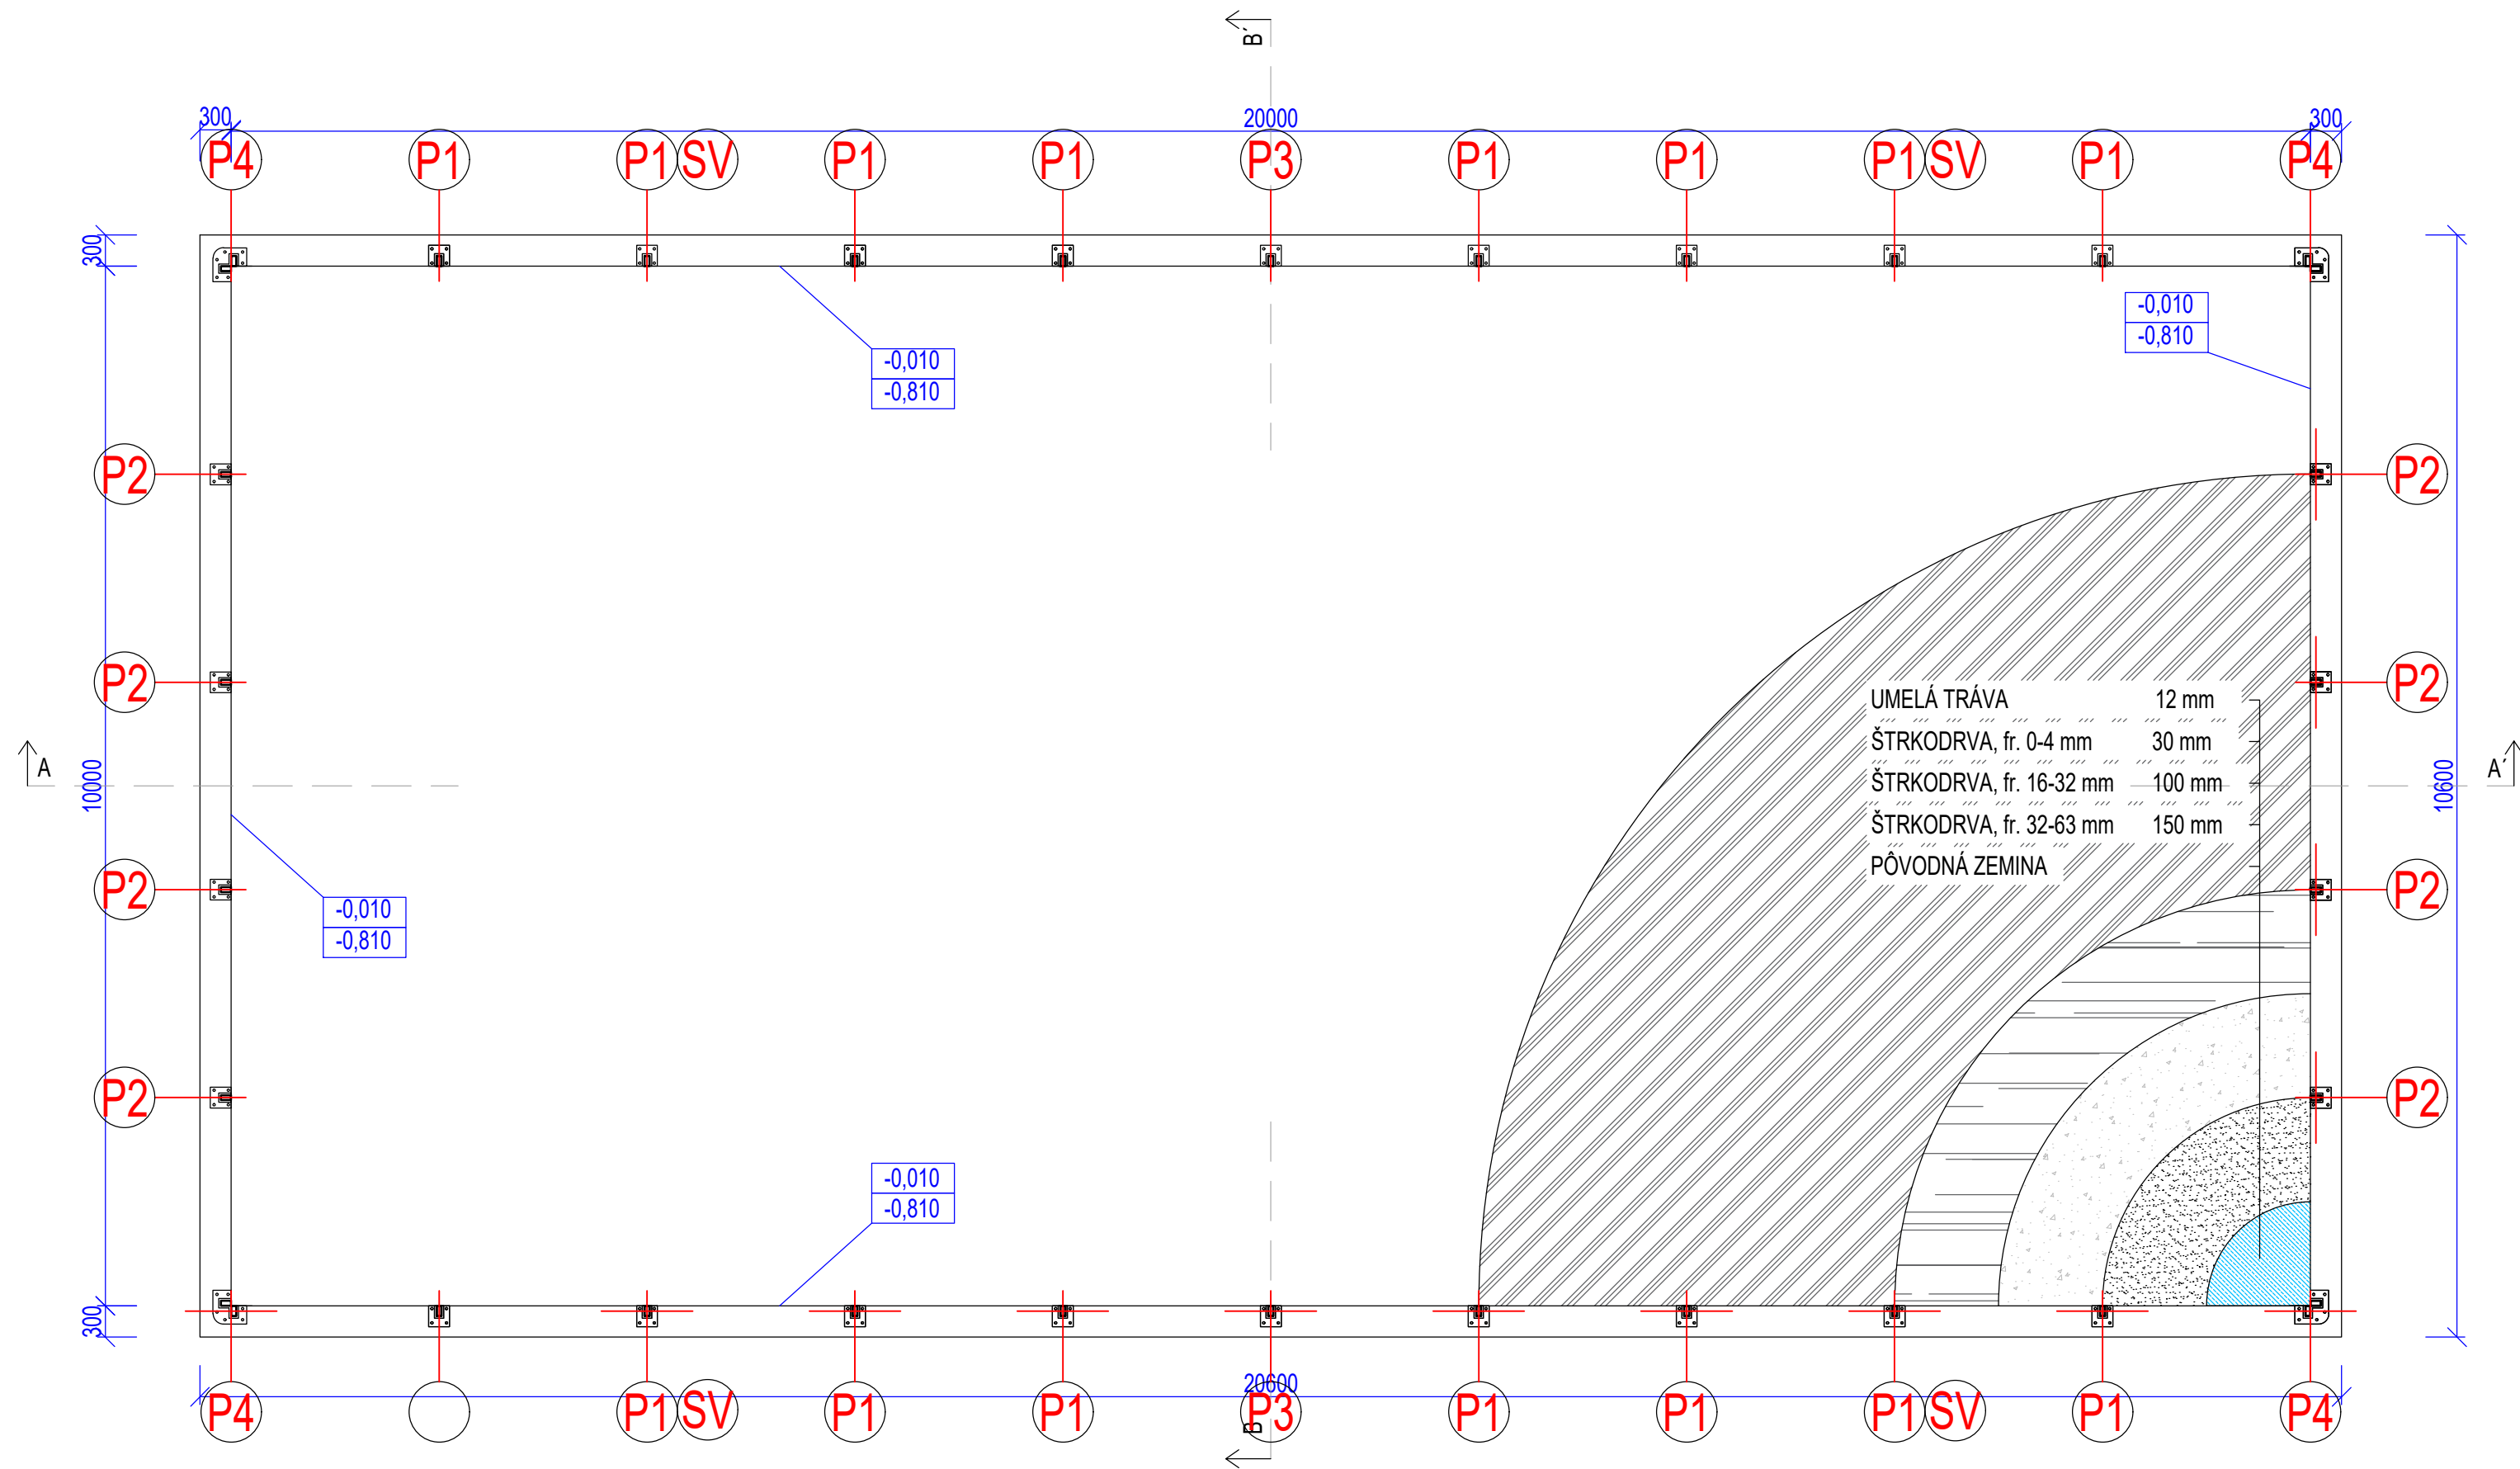 B´
300 20000 300
P4 P1 P1 SV P1 P1 P3 P1 P1 P1 SV P1 P4
300
-0,010
-0,810
-0,010
-0,810
P2 P2
P2 P2
UMELÁ TRÁVA 12 mm
ŠTRKODRVA, fr. 0-4 mm 30 mm
ŠTRKODRVA, fr. 16-32 mm 100 mm
ŠTRKODRVA, fr. 32-63 mm 150 mm
PÔVODNÁ ZEMINA
A 10000 10600 A´
P2 P2
-0,010
-0,810
P2 P2
-0,010
-0,810
300
20600
P4 P1 SV P1 P1 P3 P1 P1 P1 SV P1 P4
B